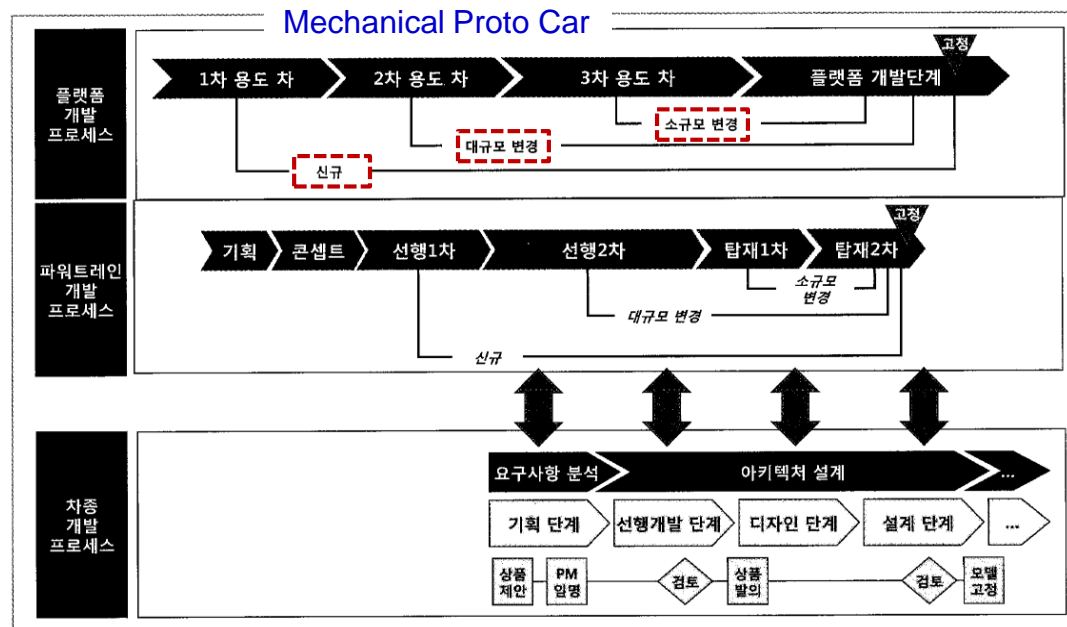 Mechanical Proto Car
플랫폼
개발
프로세스
1차 용도 차
2차 용도 차
3차 용도 차
플랫폼 개발단계
고정
소규모 변경
대규모 변경
신규
파워트레인
개발
프로세스
기획
콘셉트
선행1차
선행2차
탑재1차
탑재2차
고정
소규모
변경
대규모 변경
신규
차종
개발
프로세스
요구사항 분석
아키텍처 설계
...
기획 단계
선행개발 단계
디자인 단계
설계 단계
...
상품
제안
PM
임명
검토
상품
발의
검토
모델
고정